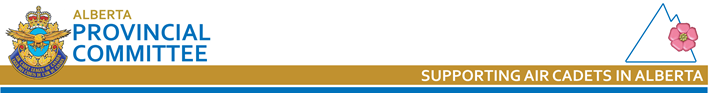 ALBERTA
PROVINCIAL
COMMITTEE
SUPPORTING AIR CADETS IN ALBERTA